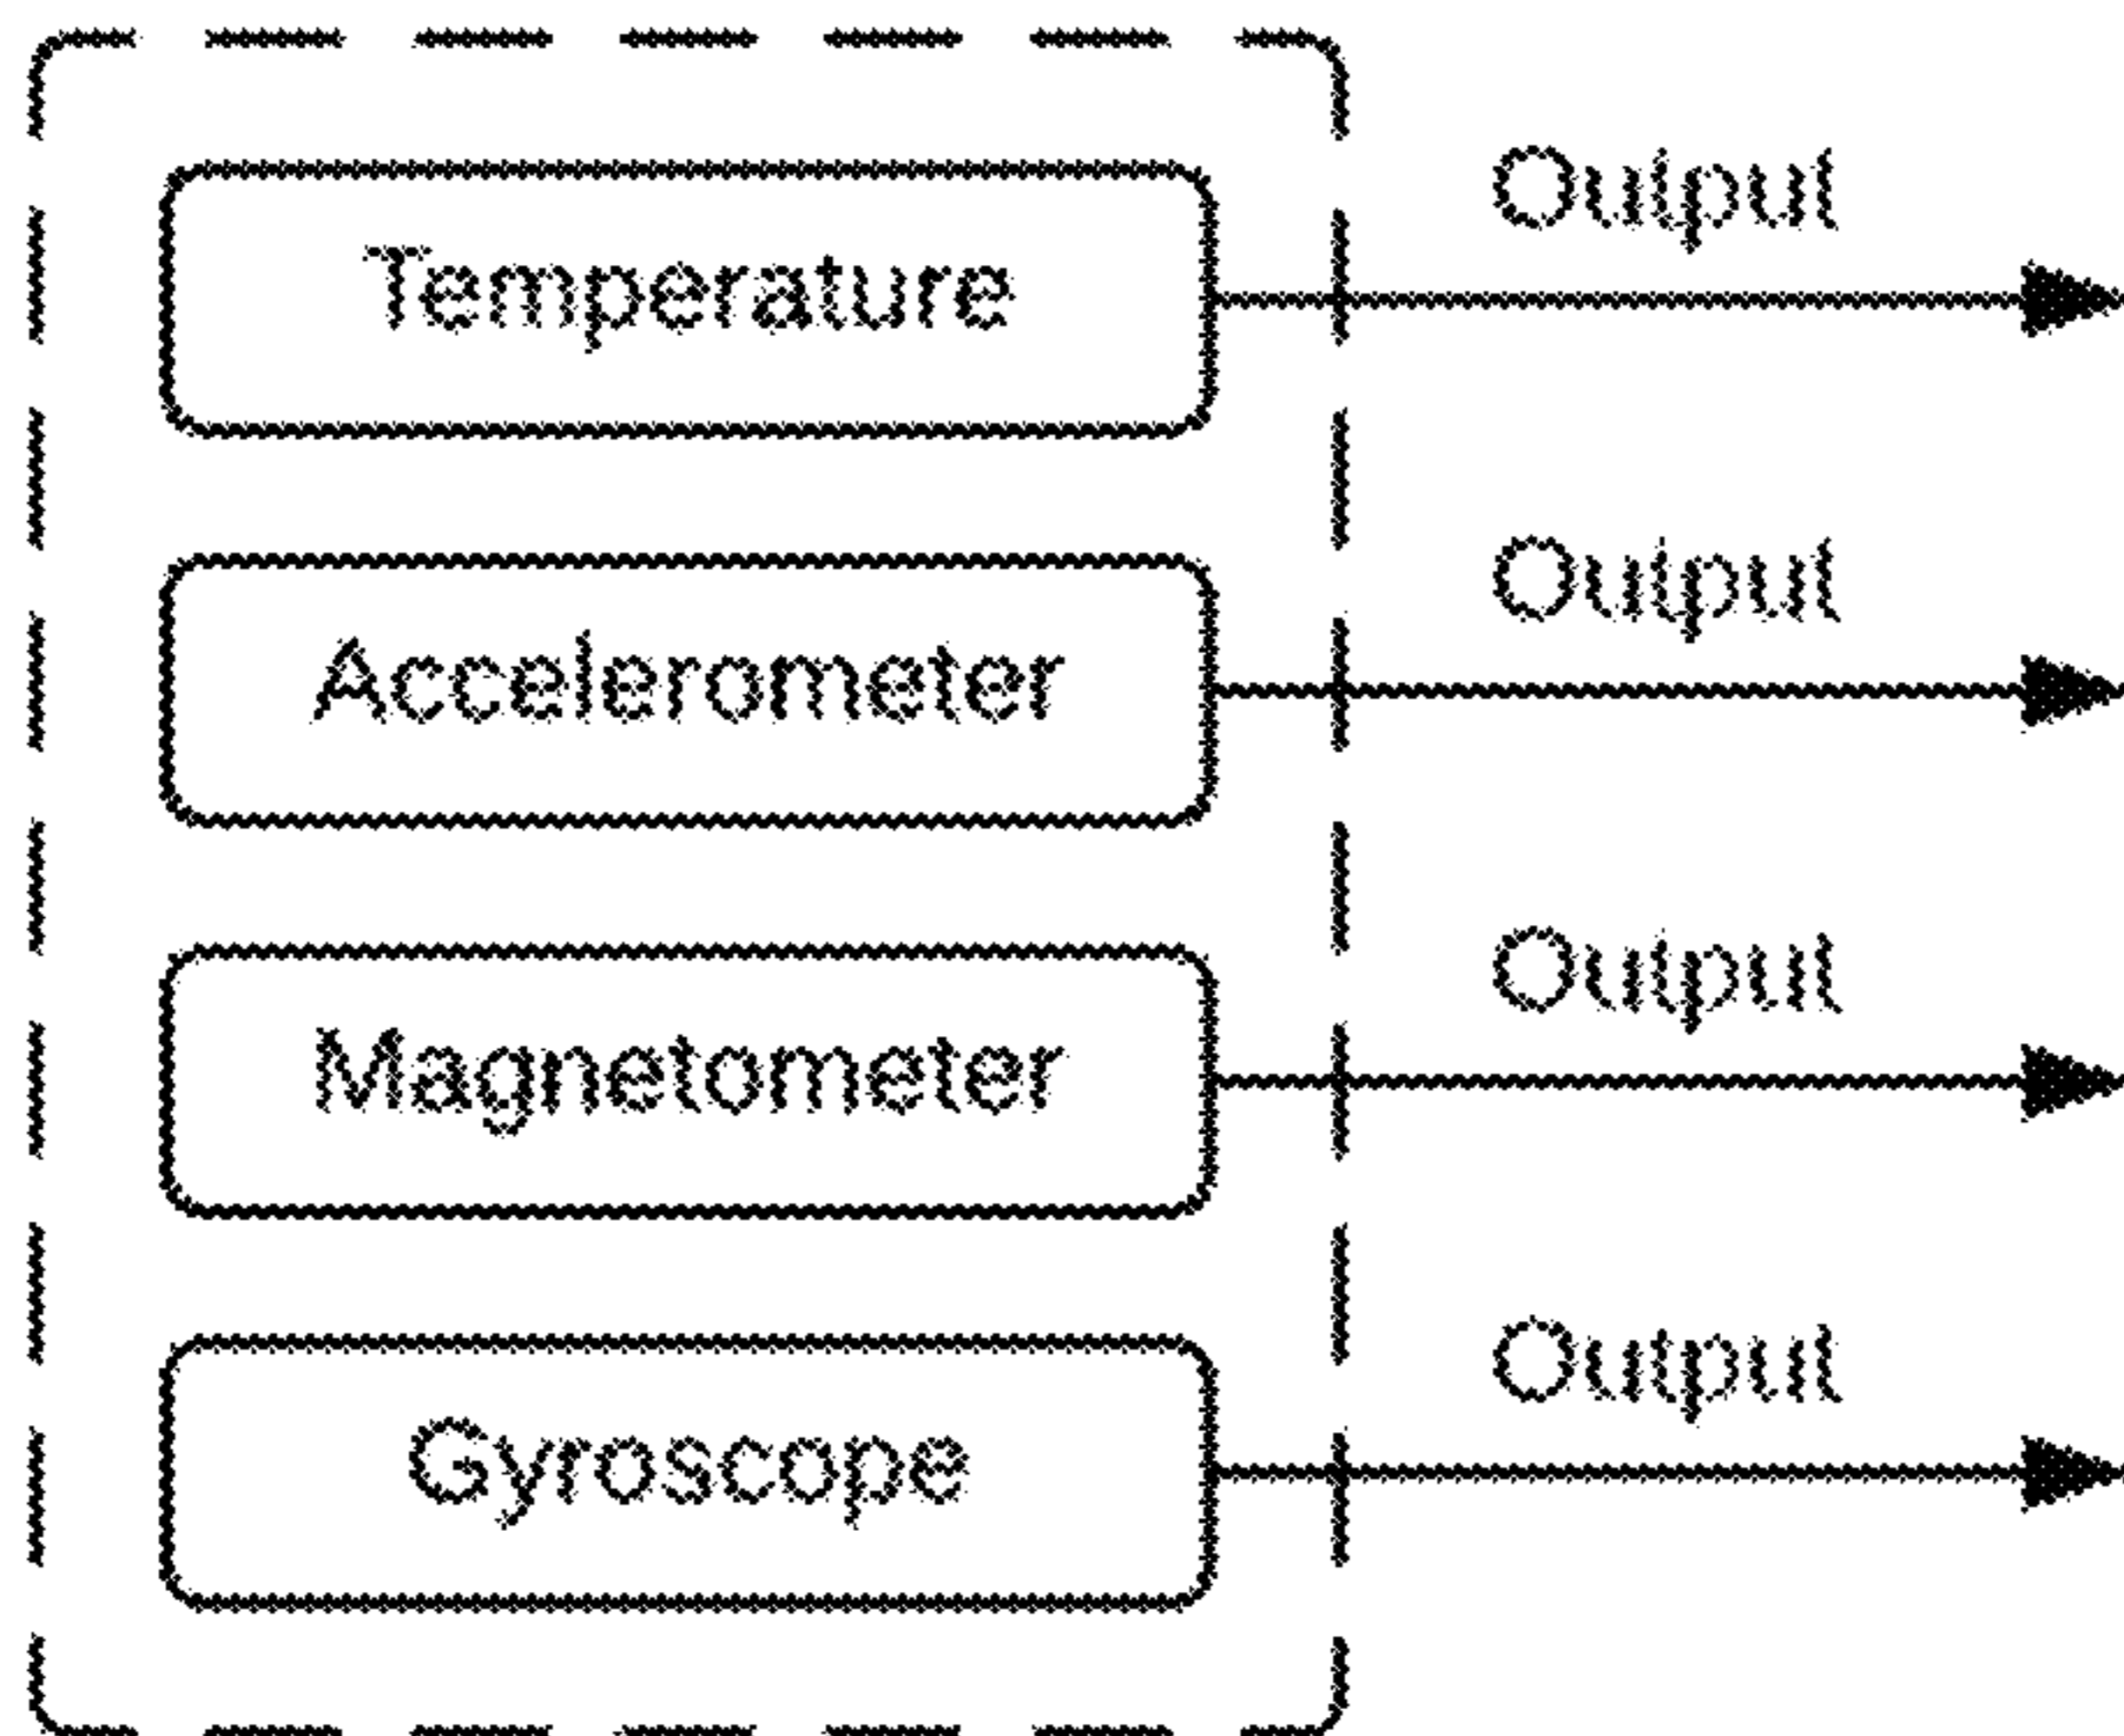 Output
Temperature
Output
Accelerometer
Output
Magnetometer
Output
Gyroscope